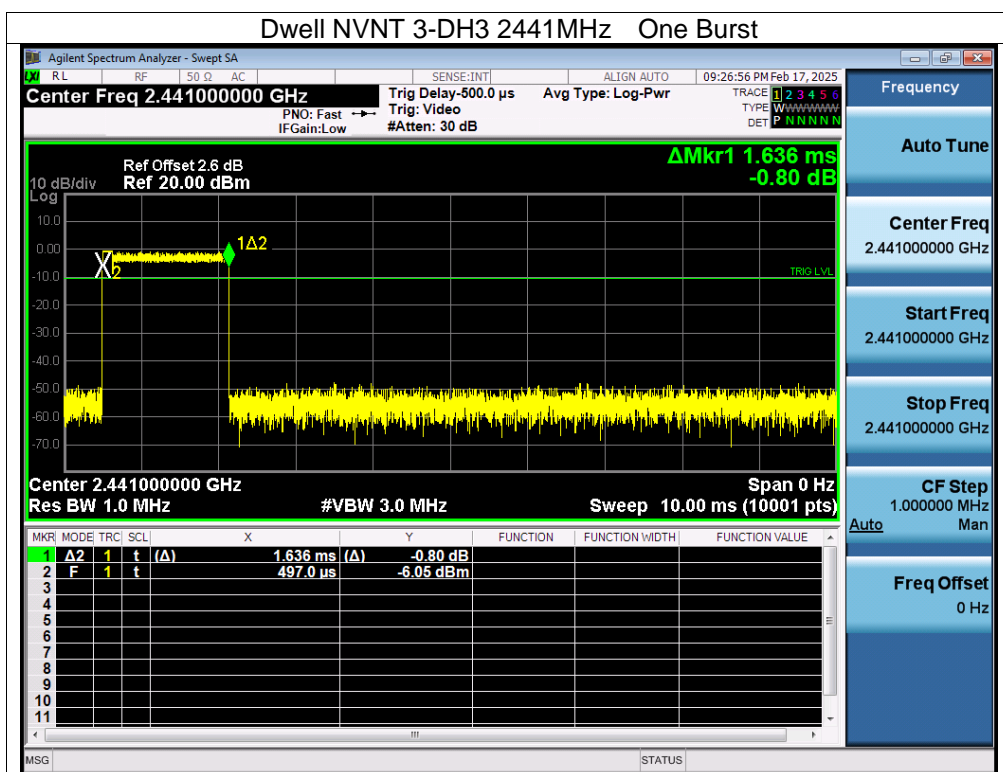 Dwell NVNT 3-DH3 2441MHz One Burst
Agilent Spectrum Analyzer - Swept SA
LXI RL RF 50 Ω AC SENSE:INT ALIGN AUTO 09:26:56 PM Feb 17, 2025
Center Freq 2.441000000 GHz Trig Delay-500.0 µs Avg Type: Log-Pwr TRACE 1 2 3 4 5 6
PNO: Fast Trig: Video TYPE WWWWWW
IFGain:Low #Atten: 30 dB DET P N N N N N
ΔMkr1 1.636 ms
-0.80 dB
Ref Offset 2.6 dB
10 dB/div Ref 20.00 dBm
Log
10.0
0.00
-10.0
-20.0
-30.0
-40.0
-50.0
-60.0
-70.0
1Δ2
2
TRIG LVL
Center 2.441000000 GHz Span 0 Hz
Res BW 1.0 MHz #VBW 3.0 MHz Sweep 10.00 ms (10001 pts)
MKR MODE TRC SCL X Y FUNCTION FUNCTION WIDTH FUNCTION VALUE
1 Δ2 1 t (Δ) 1.636 ms (Δ) -0.80 dB
2 F 1 t 497.0 µs -6.05 dBm
3
4
5
6
7
8
9
10
11
MSG STATUS
Frequency
Auto Tune
Center Freq
2.441000000 GHz
Start Freq
2.441000000 GHz
Stop Freq
2.441000000 GHz
CF Step
1.000000 MHz
Auto Man
Freq Offset
0 Hz